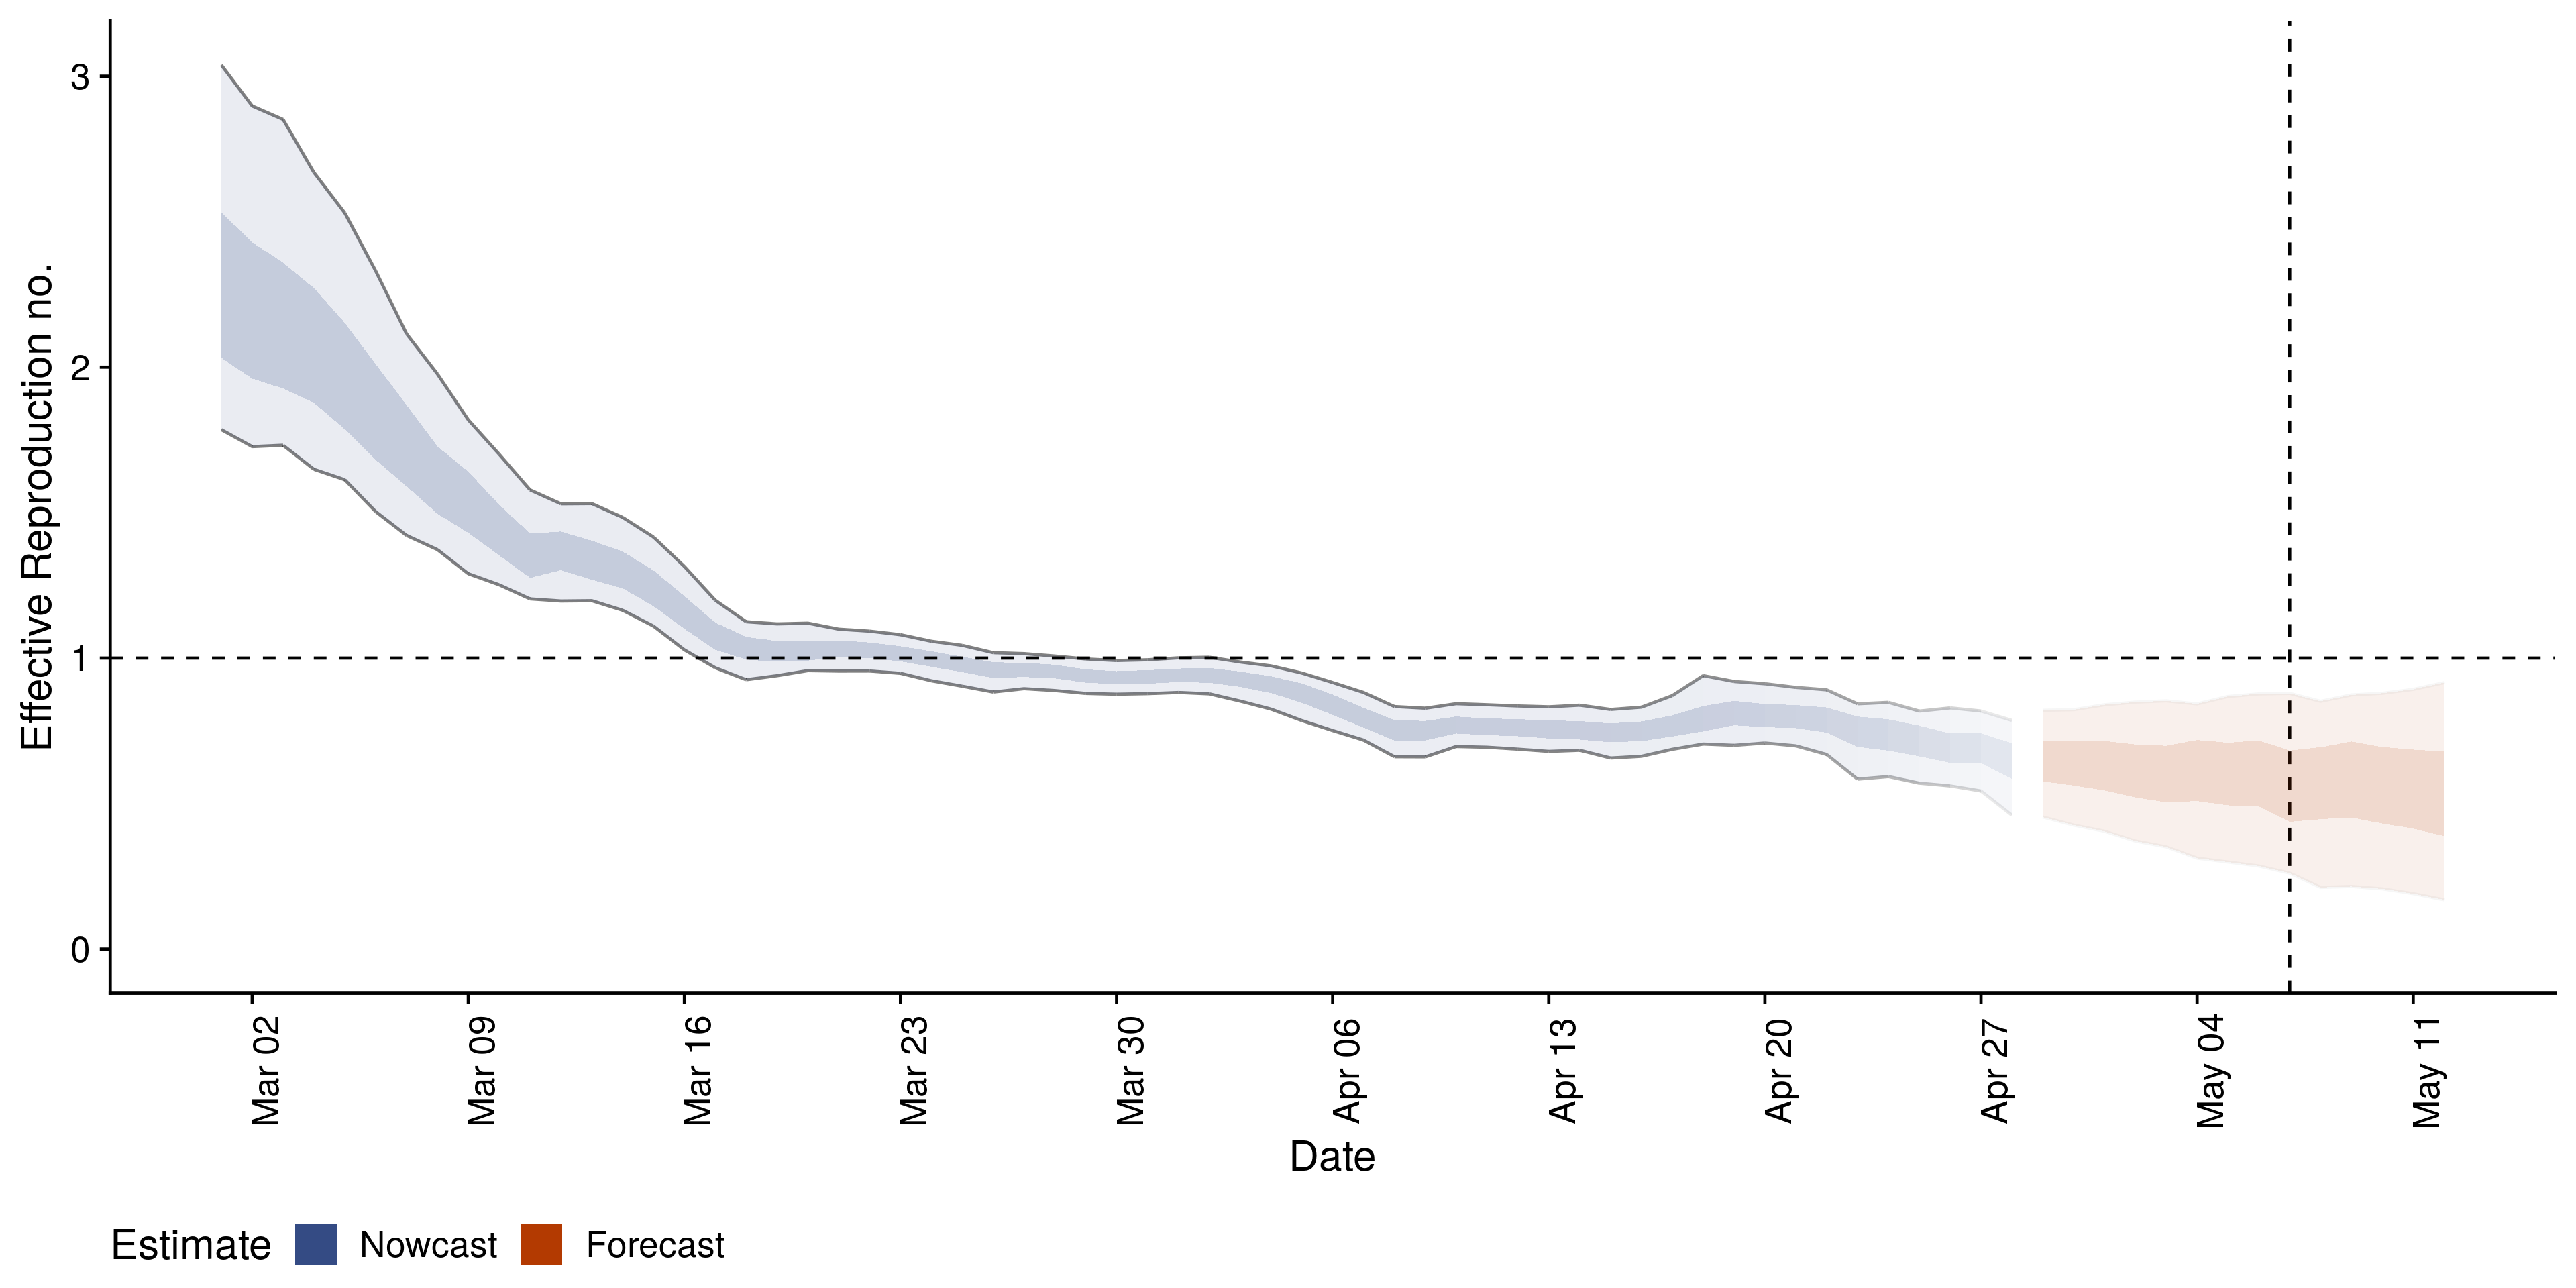 Effective Reproduction no.
3
2
1
0
Mar 02
Mar 09
Mar 16
Mar 23
Mar 30
Apr 06
Apr 13
Apr 20
Apr 27
May 04
May 11
Date
Estimate Nowcast Forecast